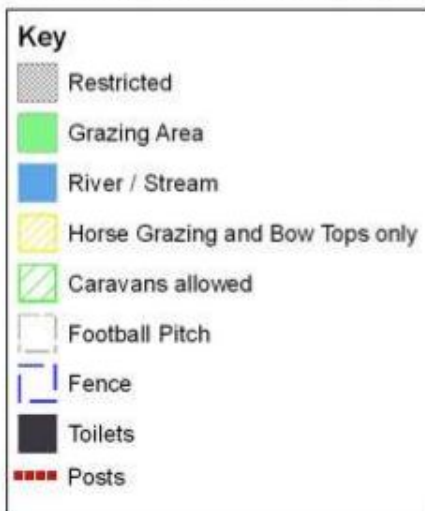 Key
Restricted
Grazing Area
River / Stream
Horse Grazing and Bow Tops only
Caravans allowed
Football Pitch
Fence
Toilets
Posts